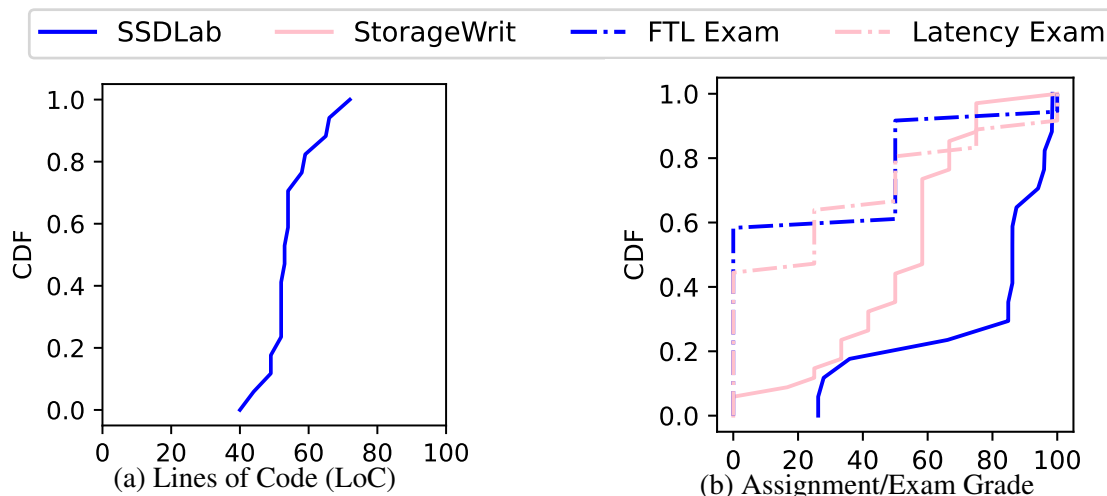 SSDLab StorageWrit FTL Exam Latency Exam
1.0
0.8
0.6
0.4
0.2
0.0
CDF
0 20 40 60 80 100
(a) Lines of Code (LoC)
1.0
0.8
0.6
0.4
0.2
0.0
CDF
0 20 40 60 80 100
(b) Assignment/Exam Grade